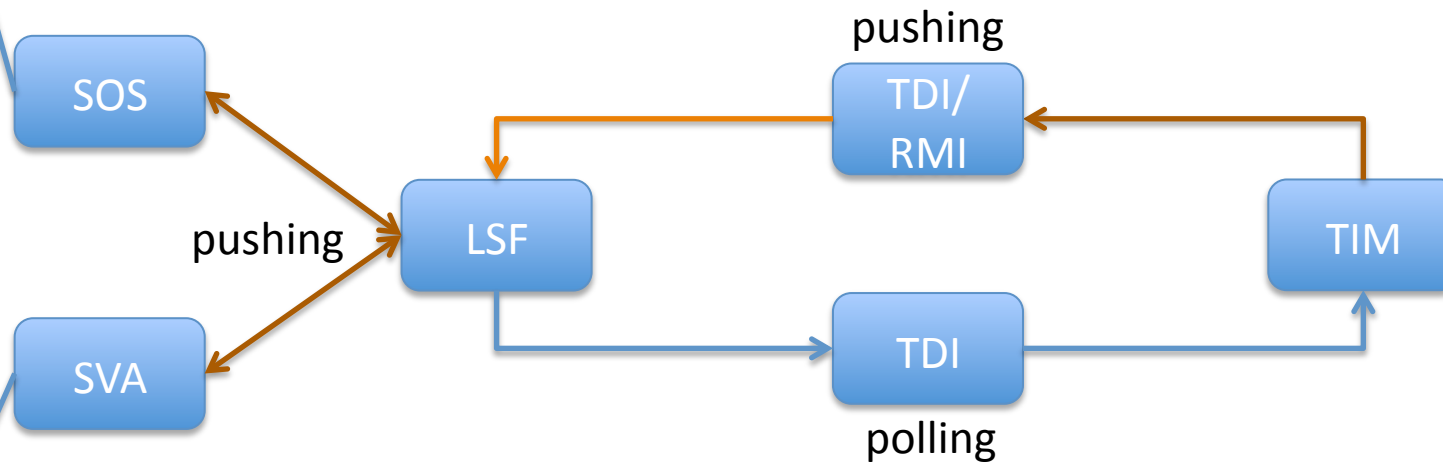 pushing
SOS
TDI/
RMI
pushing
LSF
TIM
SVA
TDI
polling